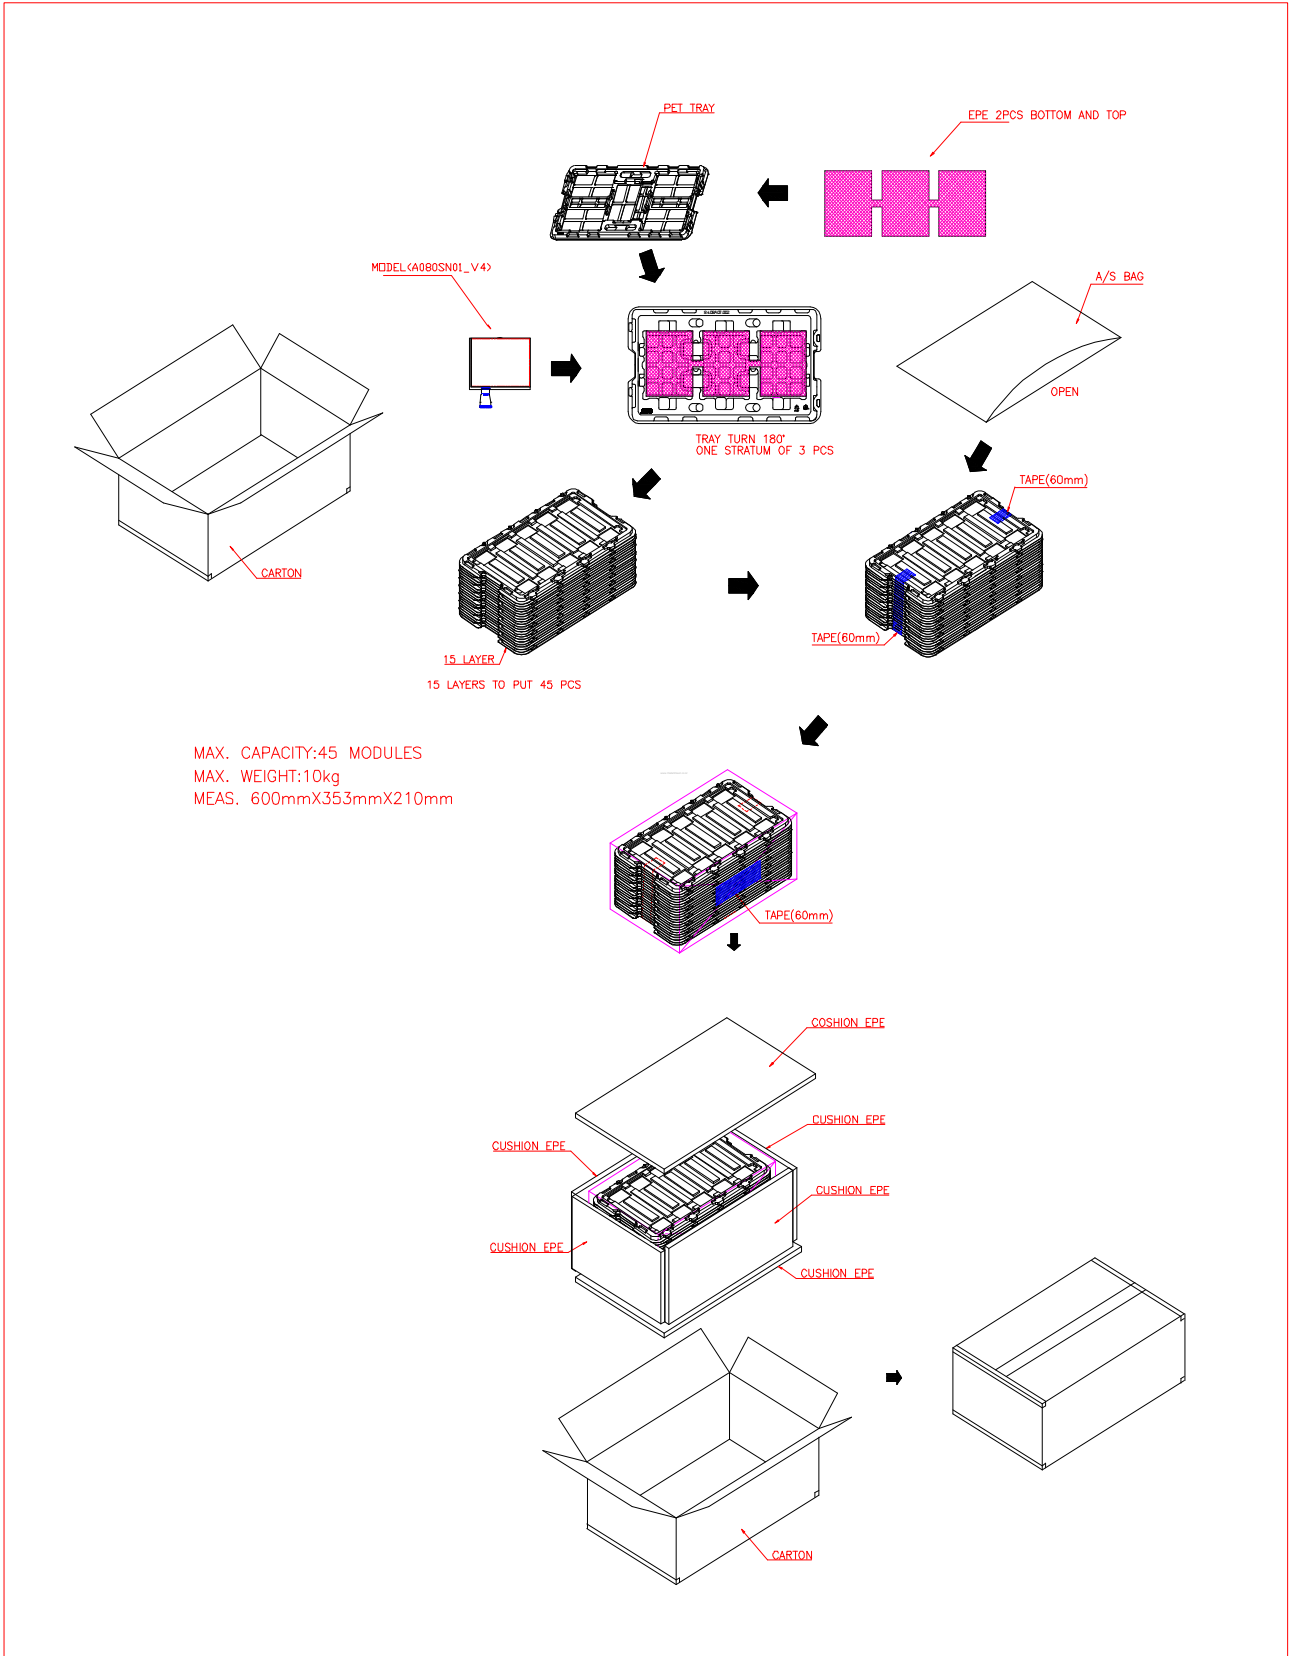 PET TRAY
EPE 2PCS BOTTOM AND TOP
MODEL(A080SN01_V4)
A/S BAG
OPEN
TRAY TURN 180°
ONE STRATUM OF 3 PCS
TAPE(60mm)
CARTON
TAPE(60mm)
15 LAYER
15 LAYERS TO PUT 45 PCS
MAX. CAPACITY:45 MODULES
MAX. WEIGHT:10kg
MEAS. 600mmX353mmX210mm
TAPE(60mm)
COSHION EPE
CUSHION EPE
CUSHION EPE
CUSHION EPE
CUSHION EPE
CUSHION EPE
CARTON